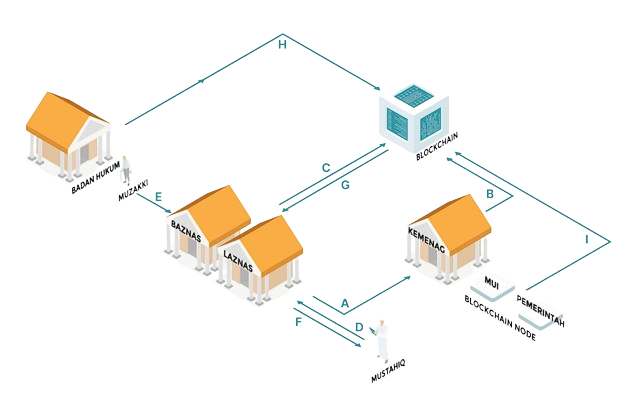 H
BLOCKCHAIN
BADAN HUKUM
MUZAKKI
C
G
E
B
BAZNAS
LAZNAS
KEMENAG
I
MUI
PEMERINTAH
BLOCKCHAIN NODE
A
D
F
MUSTAHIQ